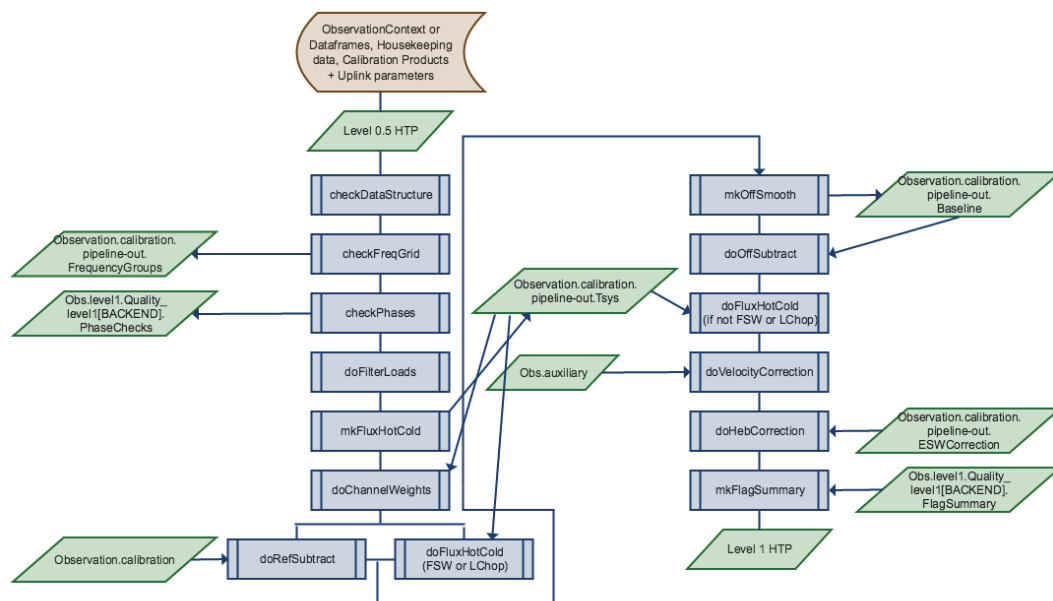 ObservationContext or
Dataframes, Housekeeping
data, Calibration Products
+ Uplink parameters
Level 0.5 HTP
checkDataStructure
Observation.calibration.
pipeline-out.
FrequencyGroups
checkFreqGrid
Obs.level1.Quality_
level1[BACKEND].
PhaseChecks
checkPhases
doFilterLoads
mkFluxHotCold
doChannelWeights
Observation.calibration
doRefSubtract
doFluxHotCold
(FSW or LChop)
Observation.calibration.
pipeline-out.Tsys
Obs.auxiliary
mkOffSmooth
Observation.calibration.
pipeline-out.
Baseline
doOffSubtract
doFluxHotCold
(if not FSW or LChop)
doVelocityCorrection
doHebCorrection
Observation.calibration.
pipeline-out.
ESWCorrection
mkFlagSummary
Obs.level1.Quality_
level1[BACKEND].
FlagSummary
Level 1 HTP